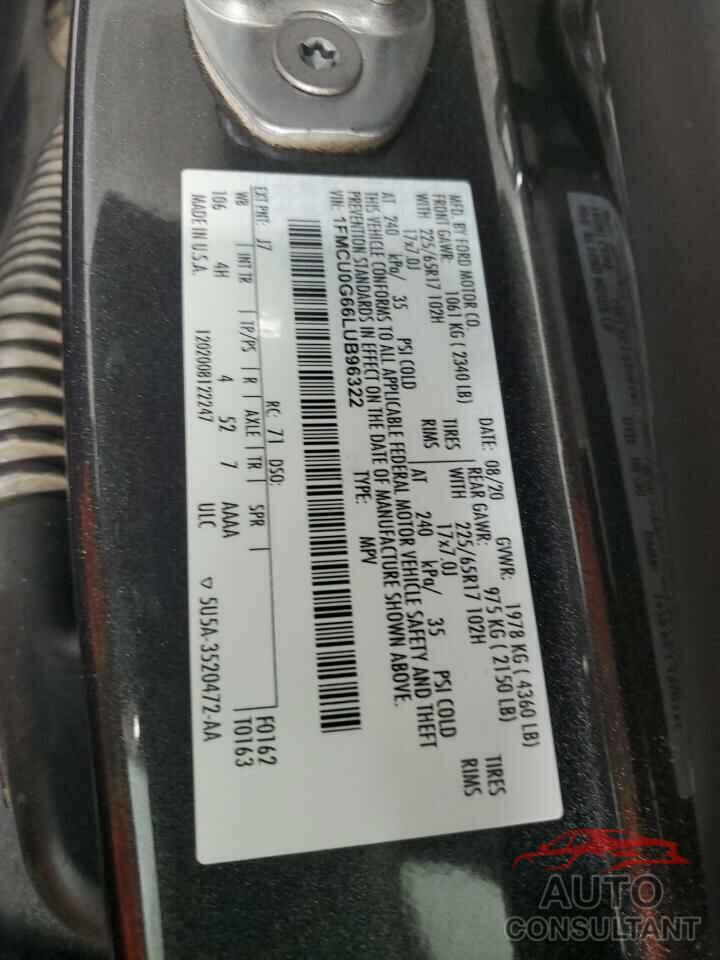 MFD. BY FORD MOTOR CO.
DATE: 08/20
GVWR: 1978 KG ( 4360 LB)
FRONT GAWR: 1061 KG ( 2340 LB)
REAR GAWR: 975 KG ( 2150 LB)
WITH 225/65R17 102H TIRES
WITH 225/65R17 102H TIRES
17x7.0J RIMS
17x7.0J RIMS
AT 240 kPa/ 35 PSI COLD
AT 240 kPa/ 35 PSI COLD
THIS VEHICLE CONFORMS TO ALL APPLICABLE FEDERAL MOTOR VEHICLE SAFETY AND THEFT
PREVENTION STANDARDS IN EFFECT ON THE DATE OF MANUFACTURE SHOWN ABOVE.
VIN: 1FMCU0G66LUB96322
TYPE: MPV
EXT PNT: J7 RC: 71 DSO: F0162
WB INT TR TP/PS R AXLE TR SPR T0163
106 4H 4 52 7 AAAA
MADE IN U.S.A. 1202008122247 ULC 5U5A-3520472-AA
AUTO
CONSULTANT